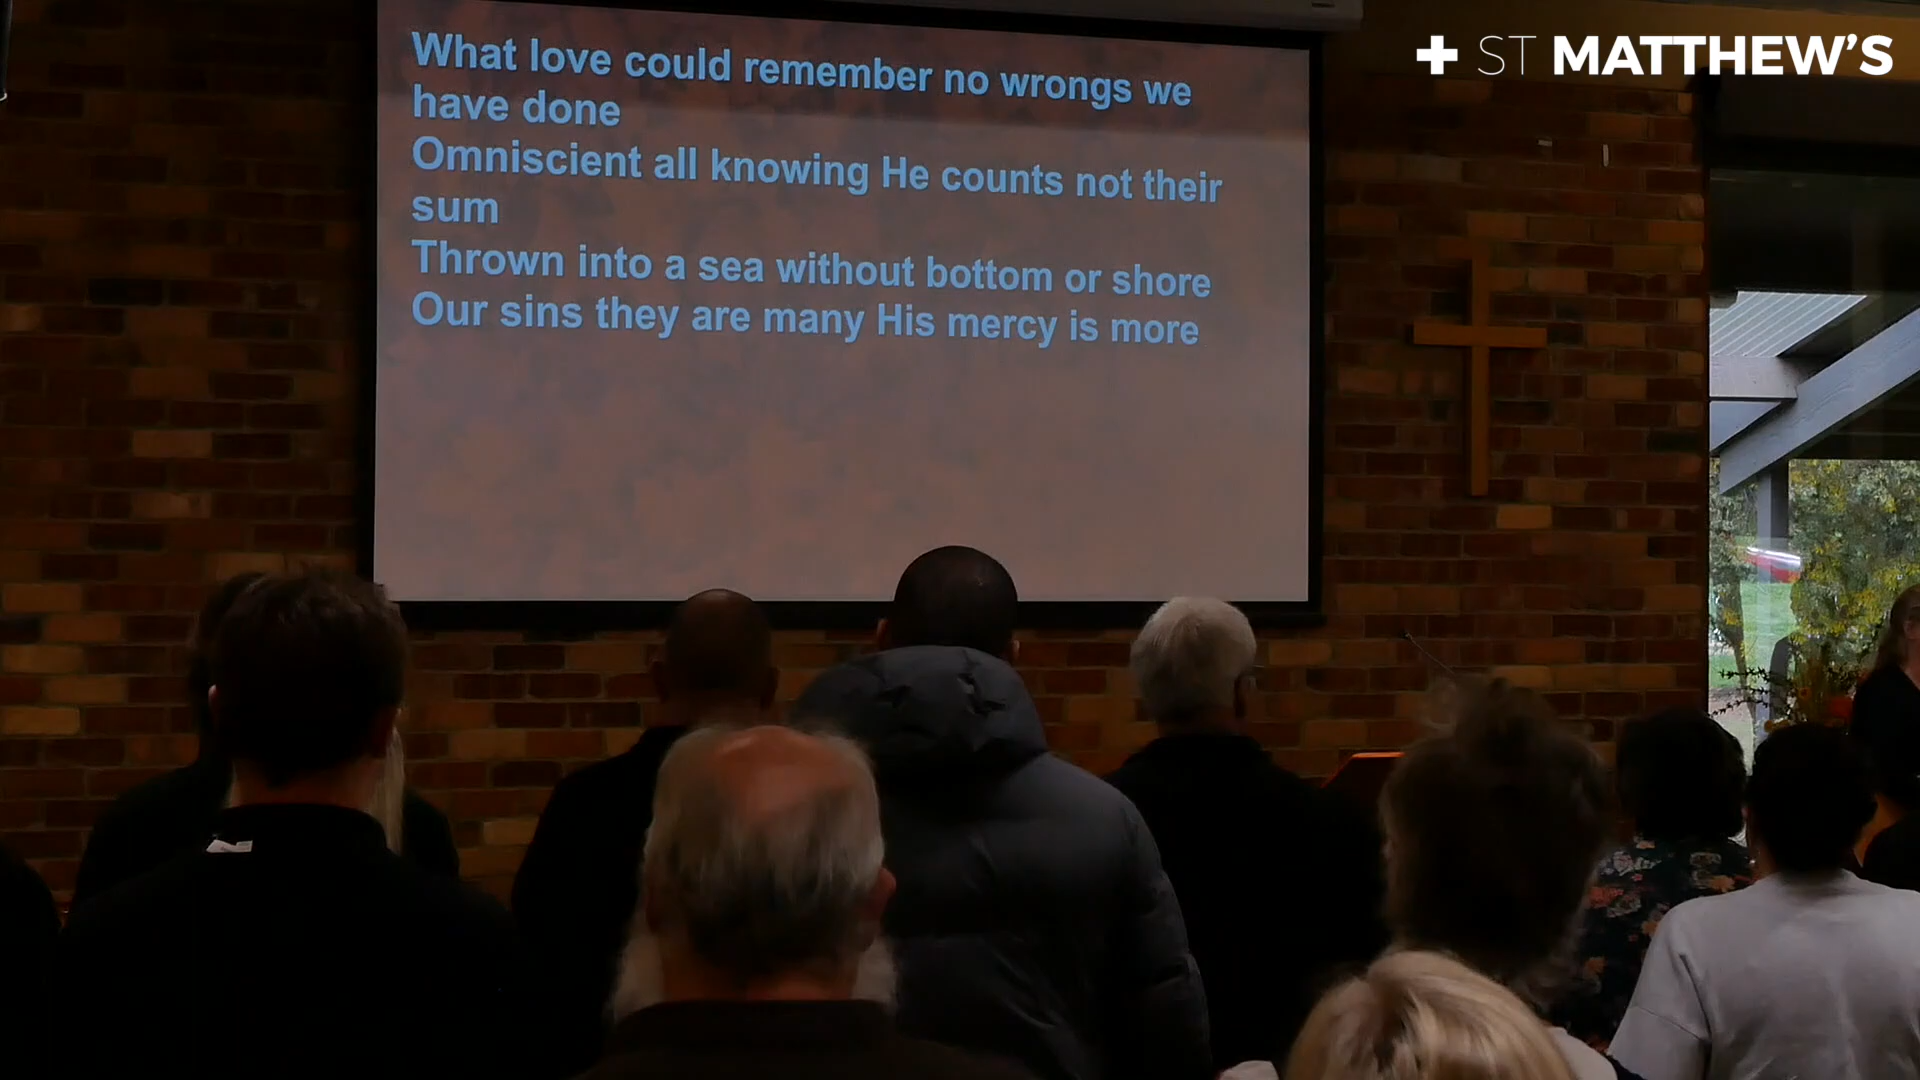 What love could remember no wrongs we
have done
Omniscient all knowing He counts not their
sum
Thrown into a sea without bottom or shore
Our sins they are many His mercy is more
ST MATTHEW'S